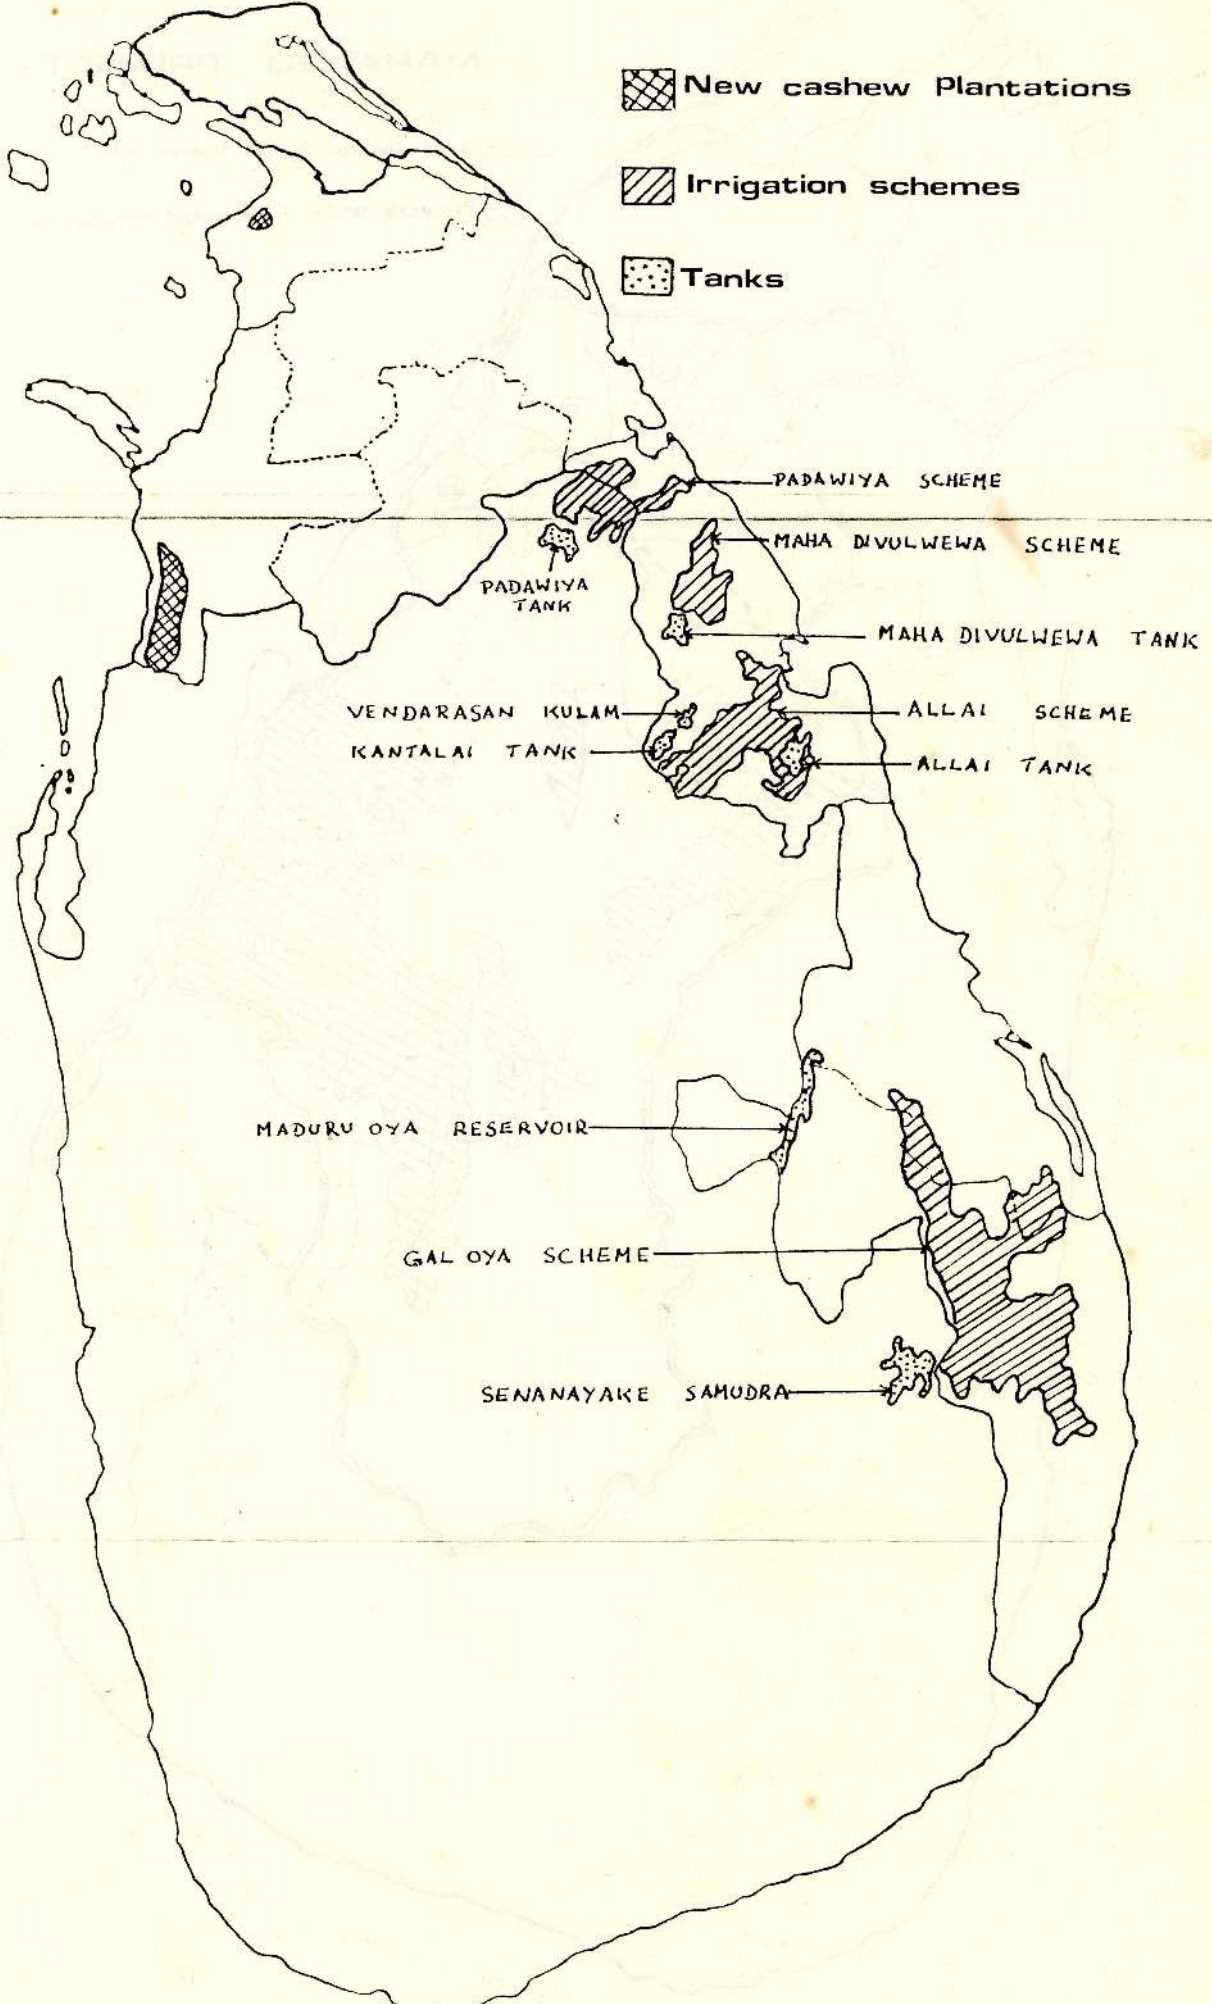 New cashew Plantations
Irrigation schemes
Tanks
PADAWIYA SCHEME
MAHA DIVULWEWA SCHEME
PADAWIYA
TANK
MAHA DIVULWEWA TANK
VENDARASAN KULAM
ALLAI SCHEME
KANTALAI TANK
ALLAI TANK
MADURU OYA RESERVOIR
GAL OYA SCHEME
SENANAYAKE SAMUDRA